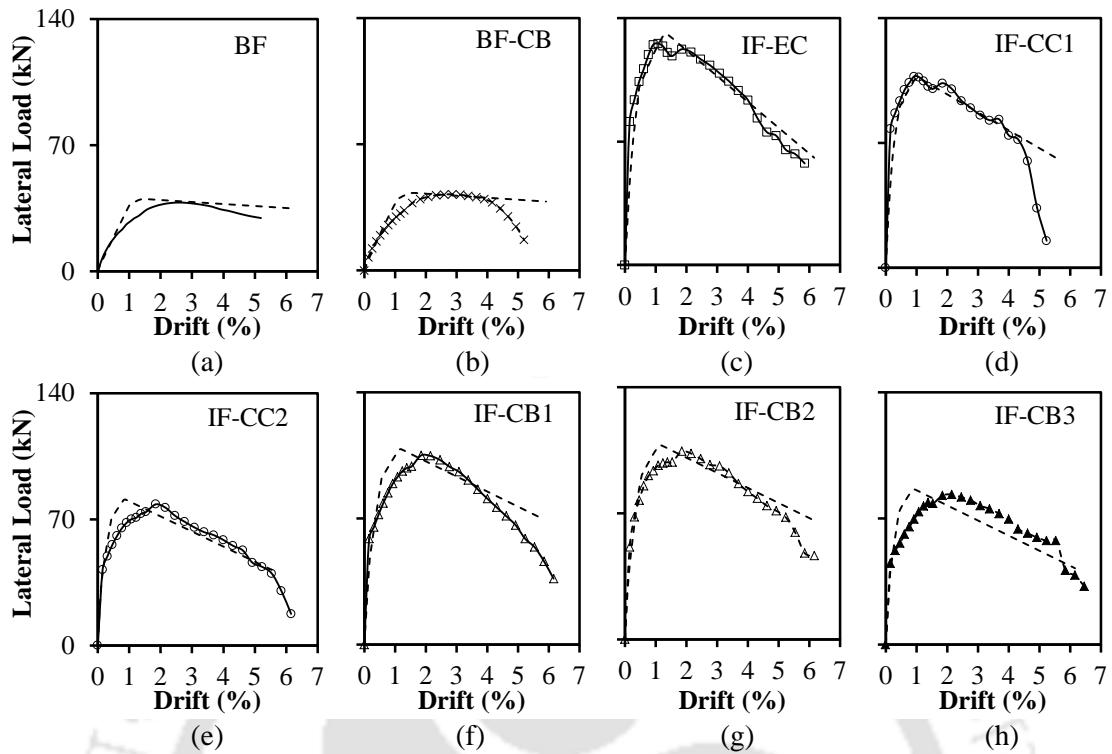 140
70
0
Lateral Load (kN)
BF
0 1 2 3 4 5 6 7
Drift (%)
(a)
BF-CB
0 1 2 3 4 5 6 7
Drift (%)
(b)
IF-EC
0 1 2 3 4 5 6 7
Drift (%)
(c)
IF-CC1
0 1 2 3 4 5 6 7
Drift (%)
(d)
140
70
0
Lateral Load (kN)
IF-CC2
0 1 2 3 4 5 6 7
Drift (%)
(e)
IF-CB1
0 1 2 3 4 5 6 7
Drift (%)
(f)
IF-CB2
0 1 2 3 4 5 6 7
Drift (%)
(g)
IF-CB3
0 1 2 3 4 5 6 7
Drift (%)
(h)